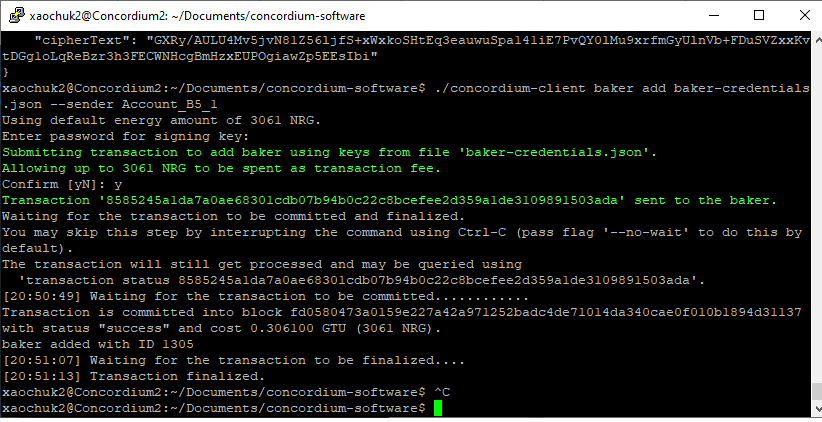 xaochuk2@Concordium2: ~/Documents/concordium-software
    "cipherText": "GXRy/AULU4Mv5jvN81Z56ljfS+xWxkoSHtEq3eauwuSpal4liE7PvQY0lMu9xrfmGyUlnVb+FDuSVZxxKv
tDGgloLqReBzr3h3FECWNHcgBmHzxEUPOgiawZp5EEsIbi"
}
xaochuk2@Concordium2:~/Documents/concordium-software$ ./concordium-client baker add baker-credentials
.json --sender Account_B5_1
Using default energy amount of 3061 NRG.
Enter password for signing key:
Submitting transaction to add baker using keys from file 'baker-credentials.json'.
Allowing up to 3061 NRG to be spent as transaction fee.
Confirm [yN]: y
Transaction '8585245a1da7a0ae68301cdb07b94b0c22c8bcefee2d359a1de3109891503ada' sent to the baker.
Waiting for the transaction to be committed and finalized.
You may skip this step by interrupting the command using Ctrl-C (pass flag '--no-wait' to do this by
default).
The transaction will still get processed and may be queried using
  'transaction status 8585245a1da7a0ae68301cdb07b94b0c22c8bcefee2d359a1de3109891503ada'.
[20:50:49] Waiting for the transaction to be committed............
Transaction is committed into block fd0580473a0159e227a42a971252badc4de71014da340cae0f010b1894d31137
with status "success" and cost 0.306100 GTU (3061 NRG).
baker added with ID 1305
[20:51:07] Waiting for the transaction to be finalized....
[20:51:13] Transaction finalized.
xaochuk2@Concordium2:~/Documents/concordium-software$ ^C
xaochuk2@Concordium2:~/Documents/concordium-software$